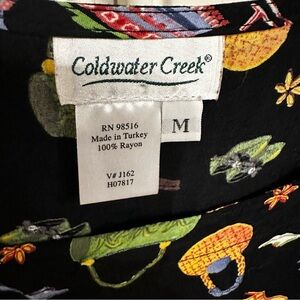 Coldwater Creek®
RN 98516
Made in Turkey
100% Rayon
M
V# J162
H07817